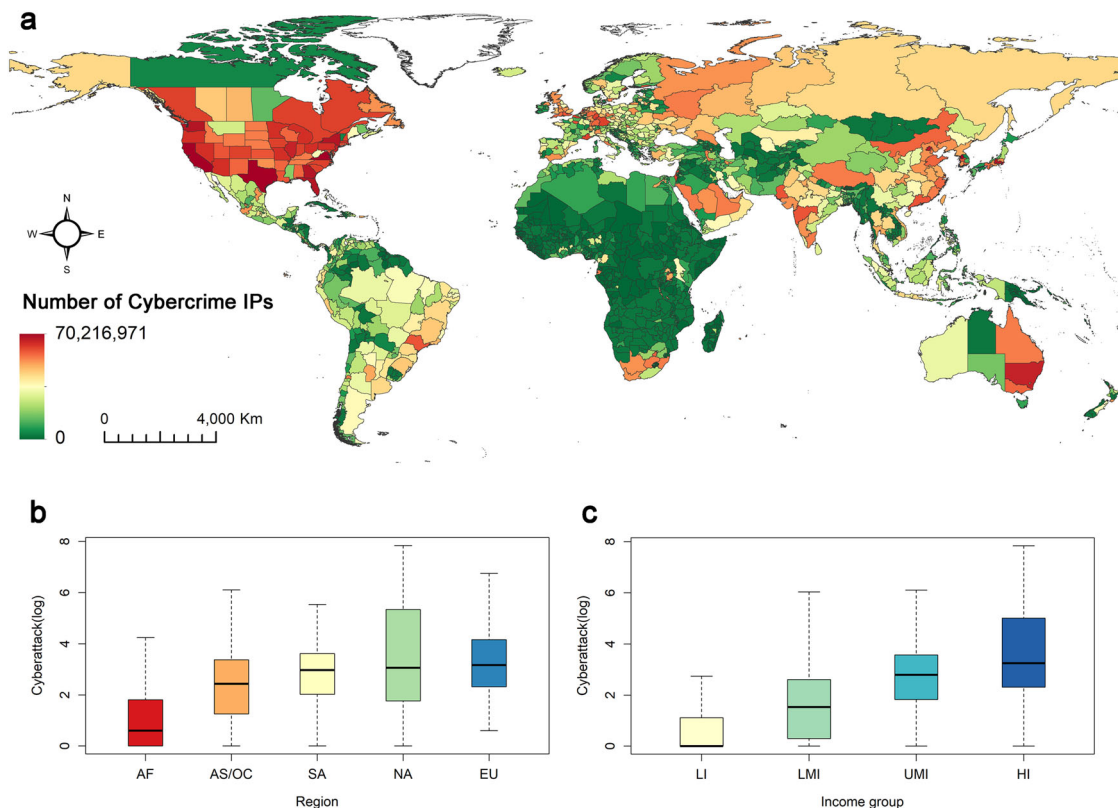 a
N
W E
S
Number of Cybercrime IPs
70,216,971
0
0 4,000 Km
b
Cyberattack(log)
8
6
4
2
0
AF AS/OC SA NA EU
Region
c
Cyberattack(log)
8
6
4
2
0
LI LMI UMI HI
Income group